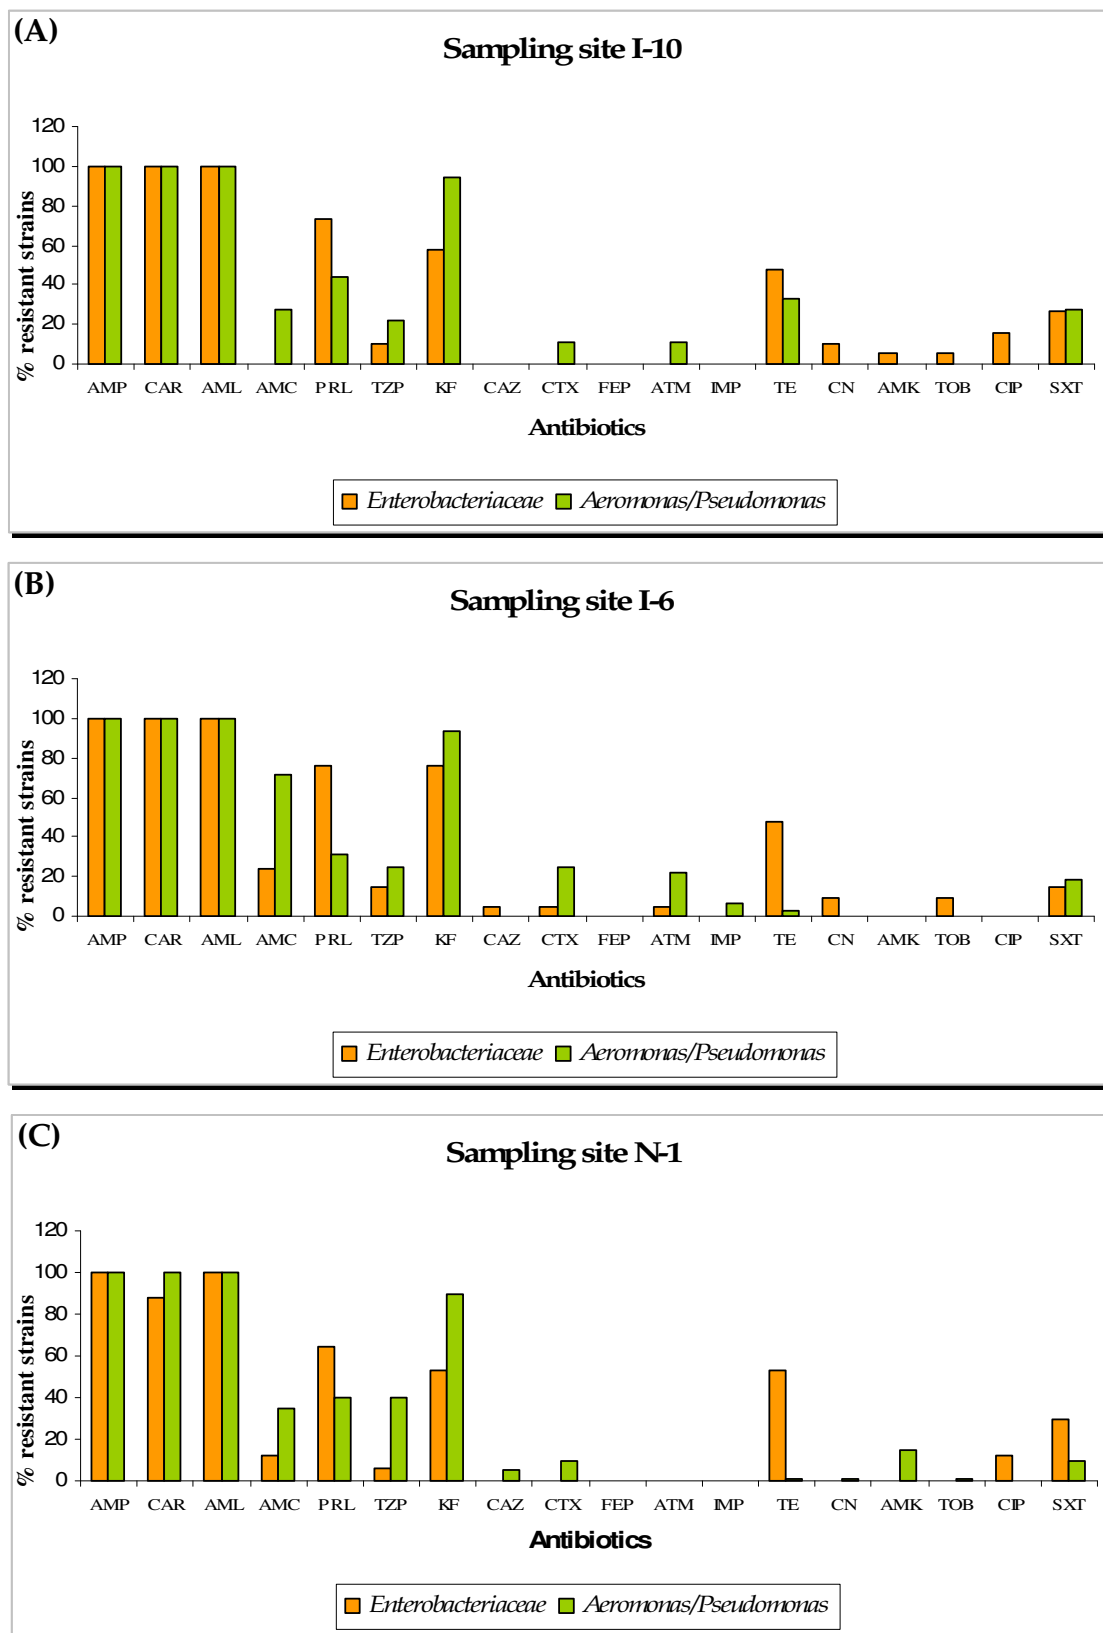 (A)
Sampling site I-10
% resistant strains
120
100
80
60
40
20
0
AMP CAR AML AMC PRL TZP KF CAZ CTX FEP ATM IMP TE CN AMK TOB CIP SXT
Antibiotics
Enterobacteriaceae Aeromonas/Pseudomonas
(B)
Sampling site I-6
% resistant strains
120
100
80
60
40
20
0
AMP CAR AML AMC PRL TZP KF CAZ CTX FEP ATM IMP TE CN AMK TOB CIP SXT
Antibiotics
Enterobacteriaceae Aeromonas/Pseudomonas
(C)
Sampling site N-1
% resistant strains
120
100
80
60
40
20
0
AMP CAR AML AMC PRL TZP KF CAZ CTX FEP ATM IMP TE CN AMK TOB CIP SXT
Antibiotics
Enterobacteriaceae Aeromonas/Pseudomonas